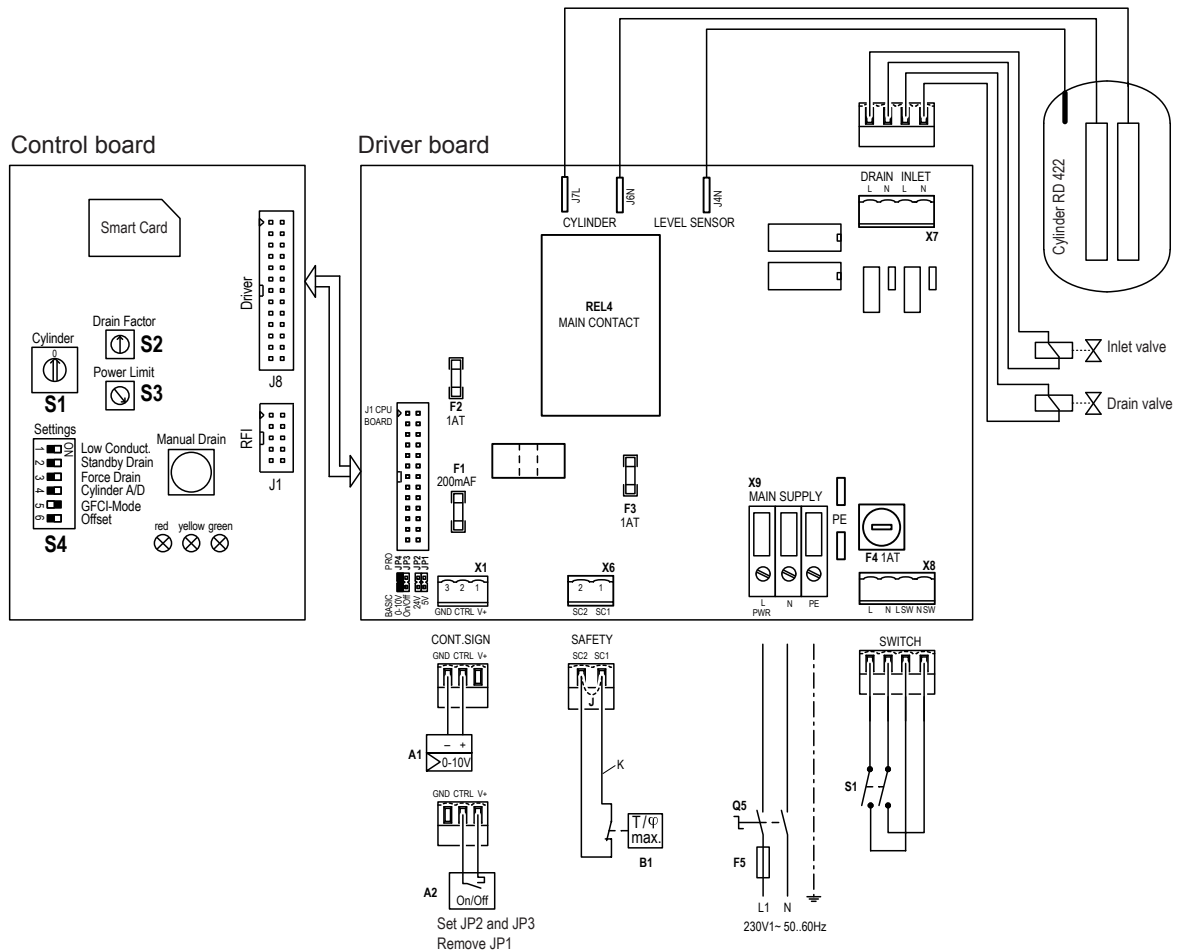 Control board
Smart Card
Driver
J8
Drain Factor
S2
Cylinder
0
S1
Power Limit
S3
RFI
J1
Settings
ON
1 Low Conduct.
2 Standby Drain
3 Force Drain
4 Cylinder A/D
5 GFCI-Mode
6 Offset
S4
Manual Drain
red yellow green
Driver board
J7L
J6N
J4N
CYLINDER
LEVEL SENSOR
REL4
MAIN CONTACT
DRAIN INLET
L N L N
X7
Cylinder RD 422
Inlet valve
Drain valve
F2
1AT
J1 CPU
BOARD
F1
200mAF
F3
1AT
X9
MAIN SUPPLY
L N PE
PWR
PE
F4 1AT
X8
L N LSW NSW
PRO
JP4
JP3
JP2
JP1
BASIC
0-10V
On/Off
24V
5V
X1
3 2 1
GND CTRL V+
X6
2 1
SC2 SC1
CONT.SIGN
GND CTRL V+
A1
– +
0-10V
GND CTRL V+
A2
On/Off
Set JP2 and JP3
Remove JP1
SAFETY
SC2 SC1
J
K
T/φ
max.
B1
Q5
F5
L1 N
230V1~ 50..60Hz
SWITCH
S1